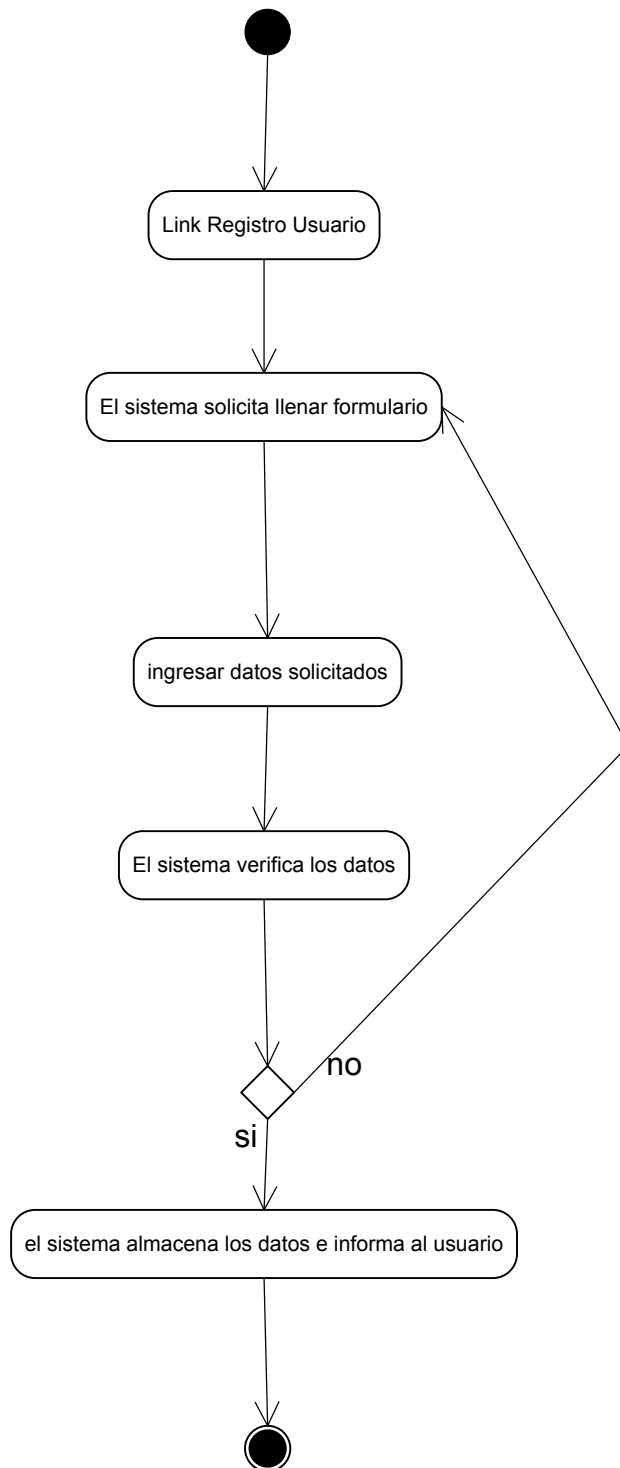 Link Registro Usuario
El sistema solicita llenar formulario
ingresar datos solicitados
El sistema verifica los datos
no
si
el sistema almacena los datos e informa al usuario